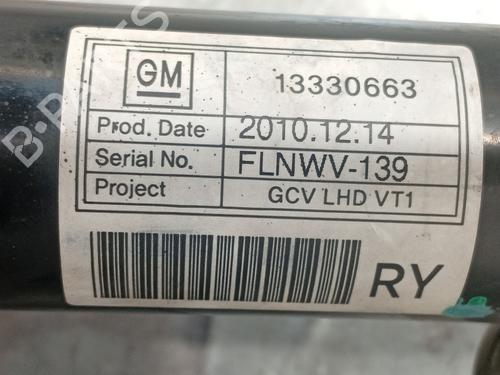 GM 13330663
Prod. Date 2010.12.14
Serial No. FLNWV-139
Project GCV LHD VT1
RY
B-PARTS